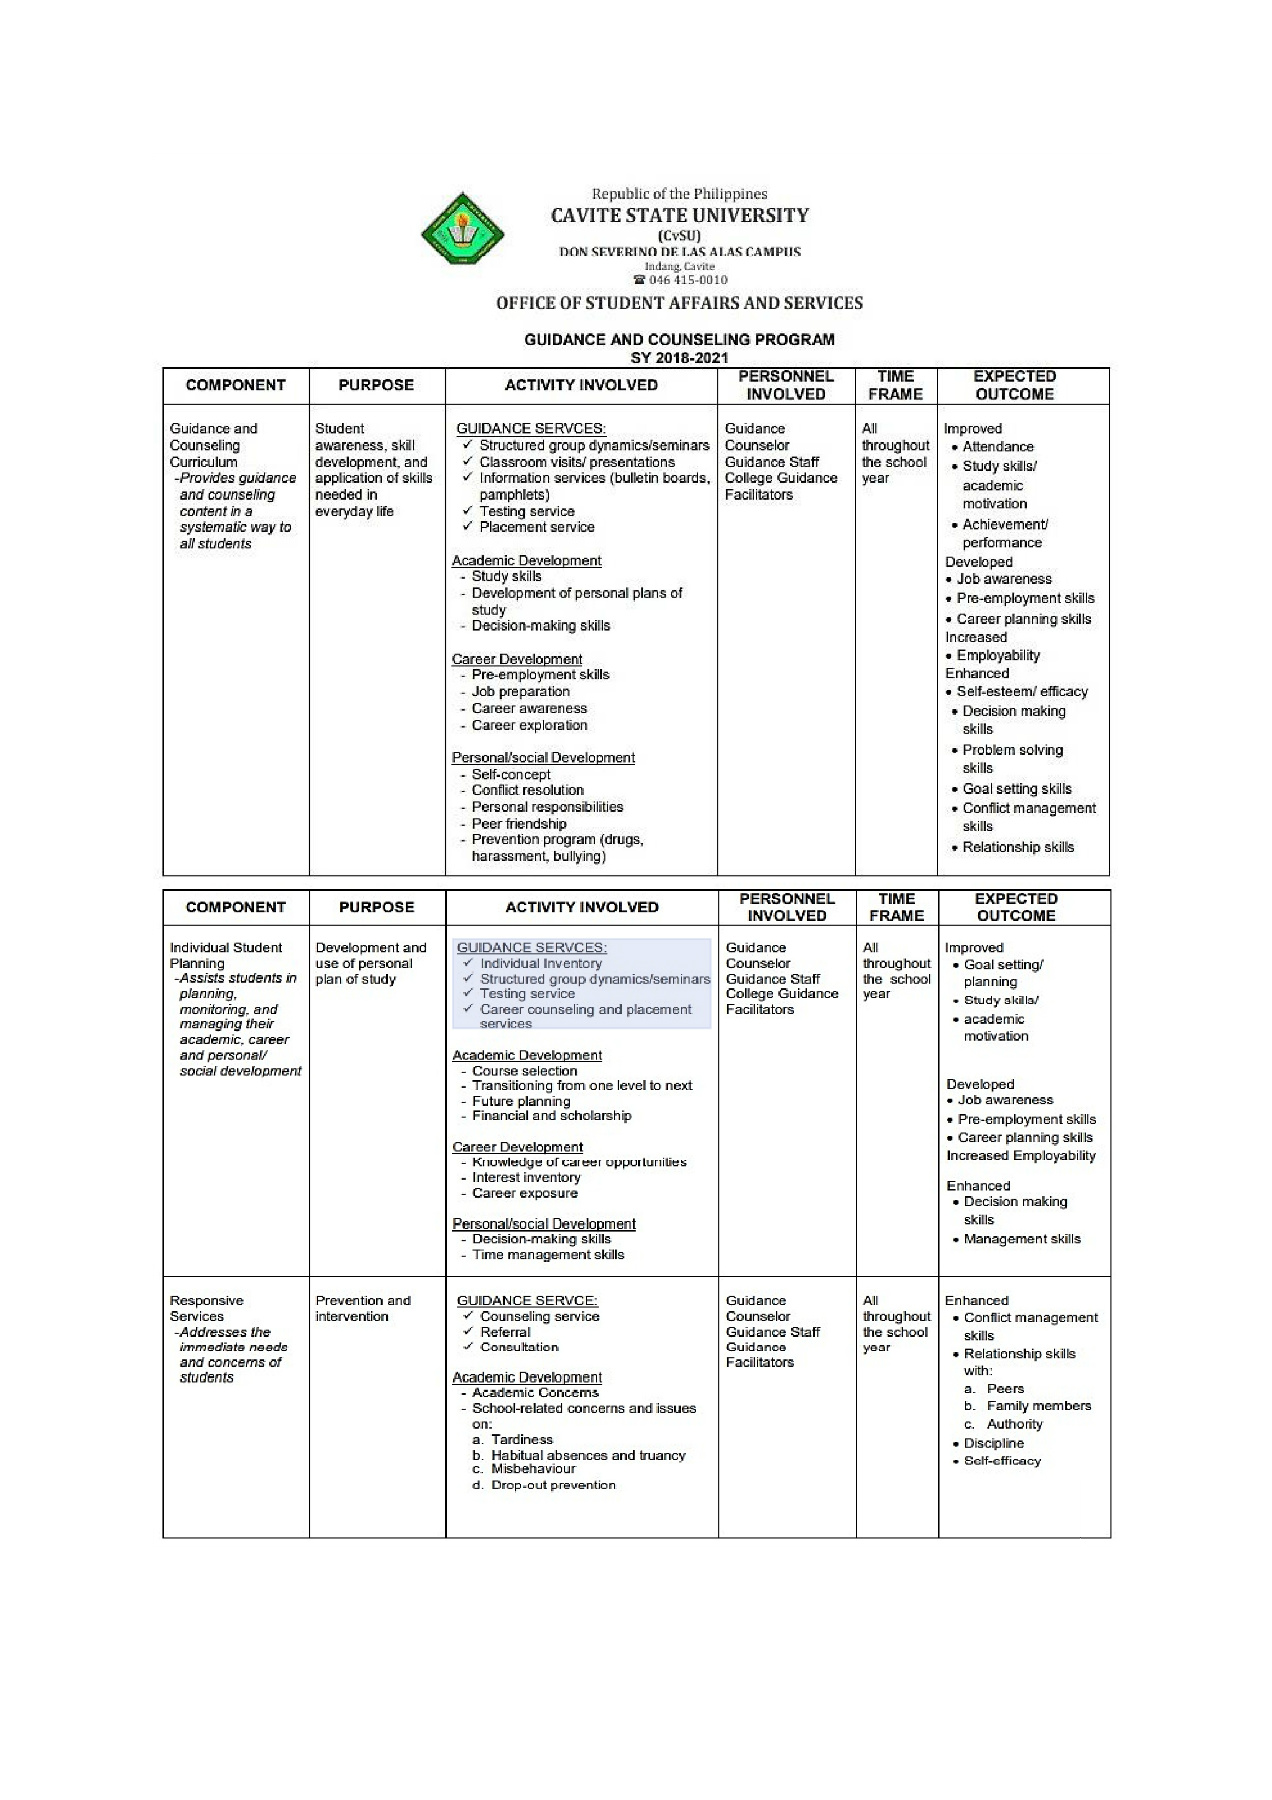 Republic of the Philippines
CAVITE STATE UNIVERSITY
(CvSU)
DON SEVERINO DE LAS ALAS CAMPUS
Indang, Cavite
☎ 046 415-0010
OFFICE OF STUDENT AFFAIRS AND SERVICES
GUIDANCE AND COUNSELING PROGRAM
SY 2018-2021
COMPONENT
PURPOSE
ACTIVITY INVOLVED
PERSONNEL
INVOLVED
TIME
FRAME
EXPECTED
OUTCOME
Guidance and
Counseling
Curriculum
-Provides guidance
and counseling
content in a
systematic way to
all students
Student
awareness, skill
development, and
application of skills
needed in
everyday life
GUIDANCE SERVCES:
✓ Structured group dynamics/seminars
✓ Classroom visits/ presentations
✓ Information services (bulletin boards,
pamphlets)
✓ Testing service
✓ Placement service
Academic Development
- Study skills
- Development of personal plans of
study
- Decision-making skills
Career Development
- Pre-employment skills
- Job preparation
- Career awareness
- Career exploration
Personal/social Development
- Self-concept
- Conflict resolution
- Personal responsibilities
- Peer friendship
- Prevention program (drugs,
harassment, bullying)
Guidance
Counselor
Guidance Staff
College Guidance
Facilitators
All
throughout
the school
year
Improved
• Attendance
• Study skills/
academic
motivation
• Achievement/
performance
Developed
• Job awareness
• Pre-employment skills
• Career planning skills
Increased
• Employability
Enhanced
• Self-esteem/ efficacy
• Decision making
skills
• Problem solving
skills
• Goal setting skills
• Conflict management
skills
• Relationship skills
COMPONENT
PURPOSE
ACTIVITY INVOLVED
PERSONNEL
INVOLVED
TIME
FRAME
EXPECTED
OUTCOME
Individual Student
Planning
-Assists students in
planning,
monitoring, and
managing their
academic, career
and personal/
social development
Development and
use of personal
plan of study
GUIDANCE SERVCES:
✓ Individual Inventory
✓ Structured group dynamics/seminars
✓ Testing service
✓ Career counseling and placement
services
Academic Development
- Course selection
- Transitioning from one level to next
- Future planning
- Financial and scholarship
Career Development
- Knowledge of career opportunities
- Interest inventory
- Career exposure
Personal/social Development
- Decision-making skills
- Time management skills
Guidance
Counselor
Guidance Staff
College Guidance
Facilitators
All
throughout
the school
year
Improved
• Goal setting/
planning
• Study skills/
• academic
motivation
Developed
• Job awareness
• Pre-employment skills
• Career planning skills
Increased Employability
Enhanced
• Decision making
skills
• Management skills
Responsive
Services
-Addresses the
immediate needs
and concerns of
students
Prevention and
intervention
GUIDANCE SERVCE:
✓ Counseling service
✓ Referral
✓ Consultation
Academic Development
- Academic Concerns
- School-related concerns and issues
on:
a. Tardiness
b. Habitual absences and truancy
c. Misbehaviour
d. Drop-out prevention
Guidance
Counselor
Guidance Staff
Guidance
Facilitators
All
throughout
the school
year
Enhanced
• Conflict management
skills
• Relationship skills
with:
a. Peers
b. Family members
c. Authority
• Discipline
• Self-efficacy